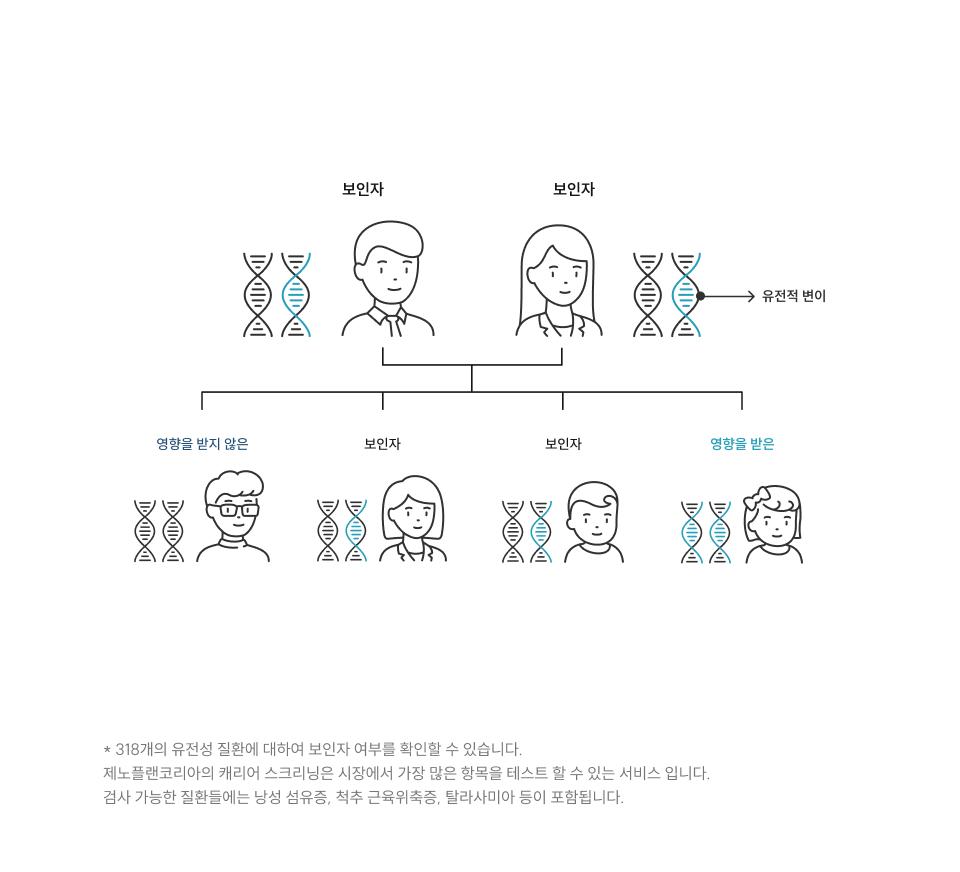 보인자
보인자
유전적 변이
영향을 받지 않은
보인자
보인자
영향을 받은
* 318개의 유전성 질환에 대하여 보인자 여부를 확인할 수 있습니다.
제노플랜코리아의 캐리어 스크리닝은 시장에서 가장 많은 항목을 테스트 할 수 있는 서비스 입니다.
검사 가능한 질환들에는 낭성 섬유증, 척추 근육위축증, 탈라사미아 등이 포함됩니다.